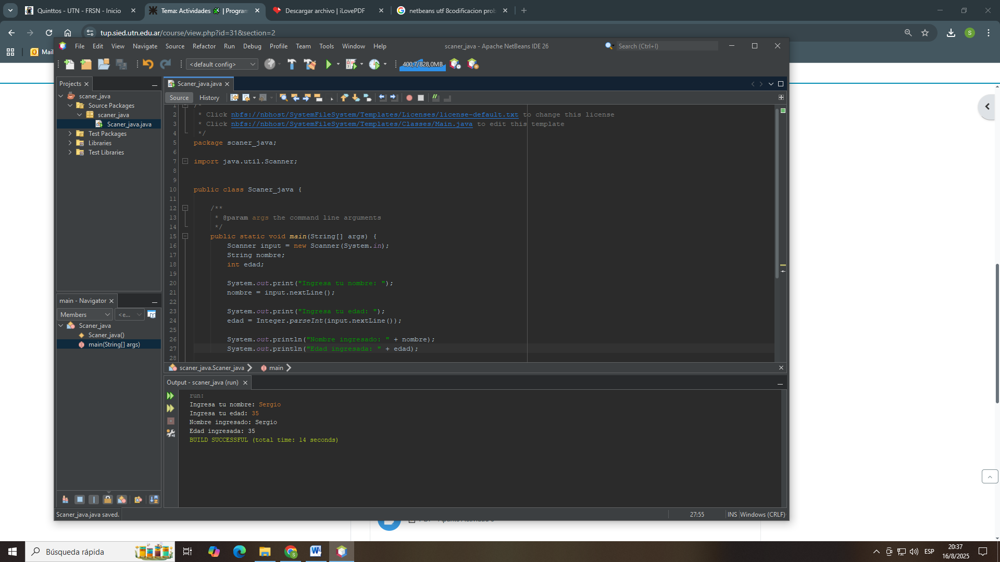 Quinttos - UTN - FRSN - Inicio
Tema: Actividades | Program
Descargar archivo | iLovePDF
netbeans utf 8codificacion prob
tup.sied.utn.edu.ar/course/view.php?id=31&section=2
S
Mail
File Edit View Navigate Source Refactor Run Debug Profile Team Tools Window Help
scaner_java - Apache NetBeans IDE 26
Search (Ctrl+I)
<default config>
400,7/828,0MB
Projects
scaner_java
Source Packages
scaner_java
Scaner_java.java
Test Packages
Libraries
Test Libraries
Scaner_java.java
Source History
1 /*
2 * Click nbfs://nbhost/SystemFileSystem/Templates/Licenses/license-default.txt to change this license
3 * Click nbfs://nbhost/SystemFileSystem/Templates/Classes/Main.java to edit this template
4 */
5 package scaner_java;
6
7 import java.util.Scanner;
8
9
10 public class Scaner_java {
11
12 /**
13 * @param args the command line arguments
14 */
15 public static void main(String[] args) {
16 Scanner input = new Scanner(System.in);
17 String nombre;
18 int edad;
19
20 System.out.print("Ingresa tu nombre: ");
21 nombre = input.nextLine();
22
23 System.out.print("Ingresa tu edad: ");
24 edad = Integer.parseInt(input.nextLine());
25
26 System.out.println("Nombre ingresado: " + nombre);
27 System.out.println("Edad ingresada: " + edad);
28
scaner_java.Scaner_java main
main - Navigator
Members <e...
Scaner_java
Scaner_java()
main(String[] args)
Output - scaner_java (run)
run:
Ingresa tu nombre: Sergio
Ingresa tu edad: 35
Nombre ingresado: Sergio
Edad ingresada: 35
BUILD SUCCESSFUL (total time: 14 seconds)
Scaner_java.java saved.
27:55 INS Windows (CRLF)
Búsqueda rápida
ESP
20:37
16/8/2025